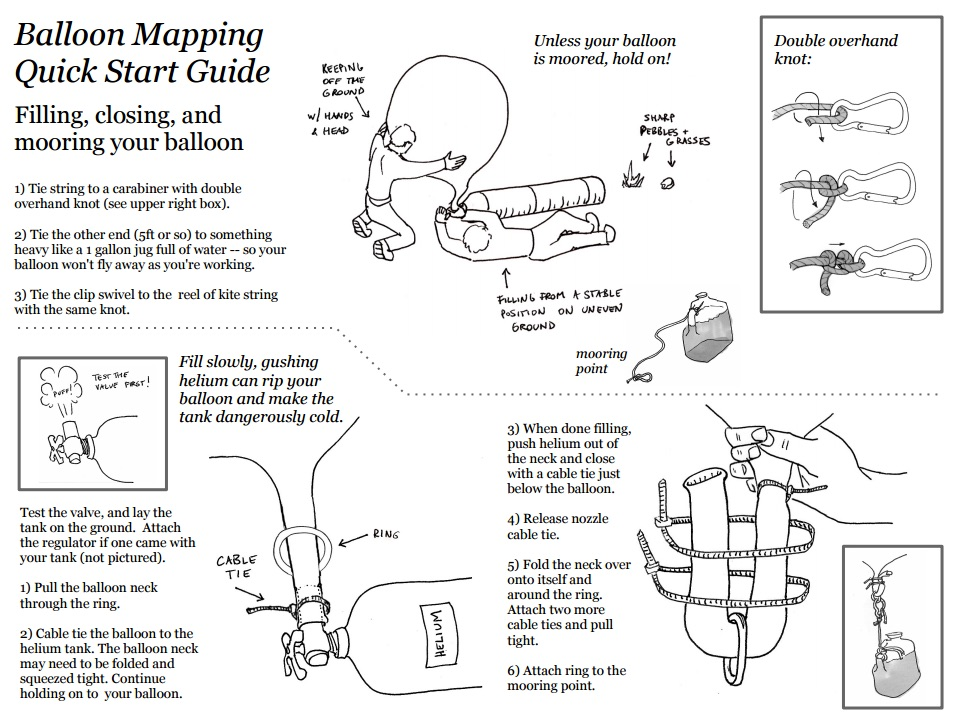 Balloon Mapping
Quick Start Guide
Filling, closing, and
mooring your balloon
1) Tie string to a carabiner with double
overhand knot (see upper right box).
2) Tie the other end (5ft or so) to something
heavy like a 1 gallon jug full of water -- so your
balloon won't fly away as you're working.
3) Tie the clip swivel to the reel of kite string
with the same knot.
KEEPING
OFF THE
GROUND
W/ HANDS
& HEAD
Unless your balloon
is moored, hold on!
SHARP
PEBBLES +
GRASSES
FILLING FROM A STABLE
POSITION ON UNEVEN
GROUND
mooring
point
Double overhand
knot:
PUFF!
TEST THE
VALVE FIRST!
Fill slowly, gushing
helium can rip your
balloon and make the
tank dangerously cold.
Test the valve, and lay the
tank on the ground. Attach
the regulator if one came with
your tank (not pictured).
1) Pull the balloon neck
through the ring.
2) Cable tie the balloon to the
helium tank. The balloon neck
may need to be folded and
squeezed tight. Continue
holding on to your balloon.
RING
CABLE
TIE
HELIUM
3) When done filling,
push helium out of
the neck and close
with a cable tie just
below the balloon.
4) Release nozzle
cable tie.
5) Fold the neck over
onto itself and
around the ring.
Attach two more
cable ties and pull
tight.
6) Attach ring to the
mooring point.